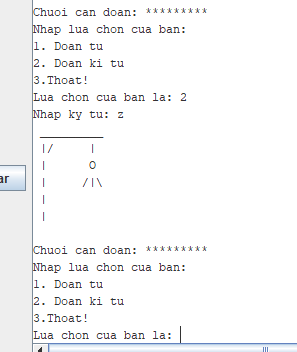 Chuoi can doan: *********
Nhap lua chon cua ban:
1. Doan tu
2. Doan ki tu
3.Thoat!
Lua chon cua ban la: 2
Nhap ky tu: z
 _________
 |/     |
 |      O
 |     /|\
 |
 |
Chuoi can doan: *********
Nhap lua chon cua ban:
1. Doan tu
2. Doan ki tu
3.Thoat!
Lua chon cua ban la:
ar